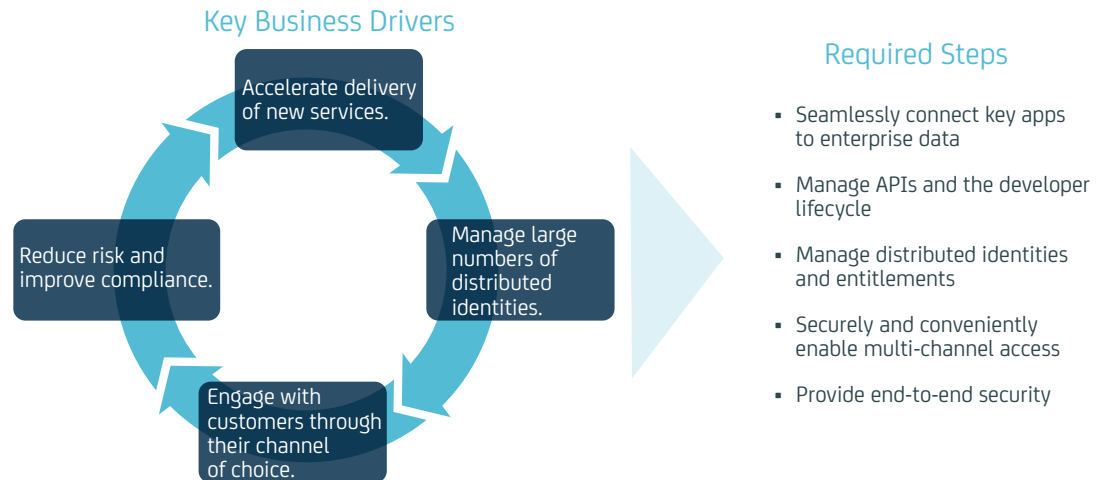 Key Business Drivers
Accelerate delivery
of new services.
Manage large
numbers of
distributed
identities.
Engage with
customers through
their channel
of choice.
Reduce risk and
improve compliance.
Required Steps
▪ Seamlessly connect key apps
to enterprise data
▪ Manage APIs and the developer
lifecycle
▪ Manage distributed identities
and entitlements
▪ Securely and conveniently
enable multi-channel access
▪ Provide end-to-end security